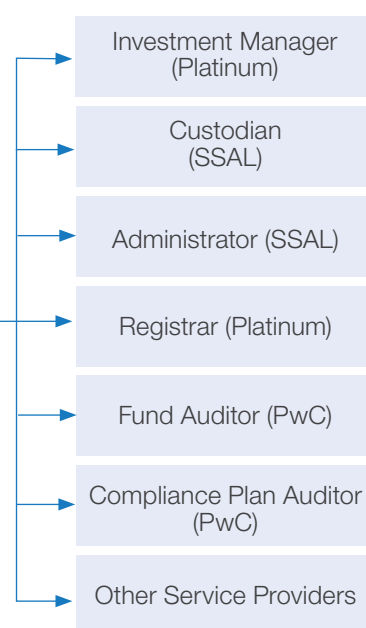 Investment Manager
(Platinum)
Custodian
(SSAL)
Administrator (SSAL)
Registrar (Platinum)
Fund Auditor (PwC)
Compliance Plan Auditor
(PwC)
Other Service Providers